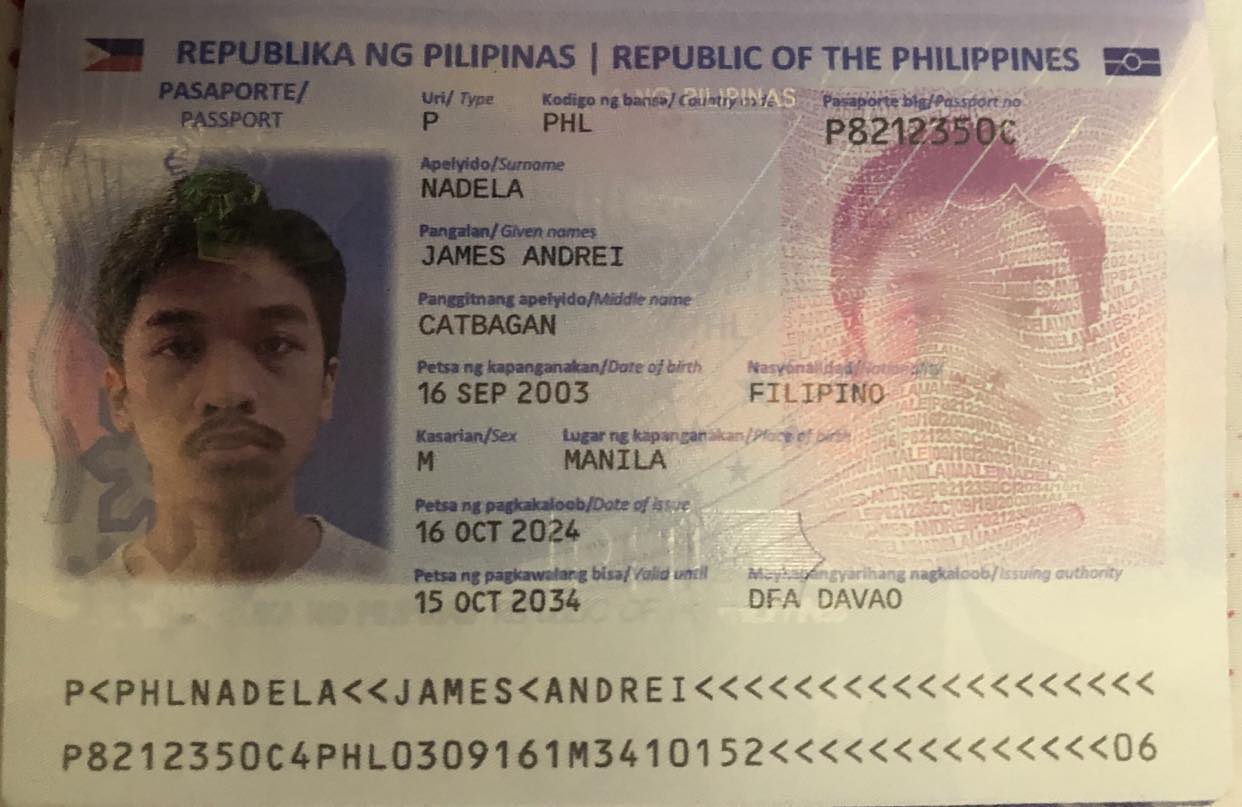 REPUBLIKA NG PILIPINAS | REPUBLIC OF THE PHILIPPINES
PASAPORTE/
PASSPORT
Uri/ Type Kodigo ng bansa/ Country code Pasaporte blg/Passport no
P PHL P8212350C
Apelyido/Surname
NADELA
Pangalan/ Given names
JAMES ANDREI
Panggitnang apelyido/Middle name
CATBAGAN
Petsa ng kapanganakan/Date of birth Nasyonalidad/Nationality
16 SEP 2003 FILIPINO
Kasarian/Sex Lugar ng kapanganakan/Place of birth
M MANILA
Petsa ng pagkakaloob/Date of issue
16 OCT 2024
Petsa ng pagkawalang bisa/Valid until Maykapangyarihang nagkaloob/Issuing authority
15 OCT 2034 DFA DAVAO
P<PHLNADELA<<JAMES<ANDREI<<<<<<<<<<<<<<<<<<<
P8212350C4PHL0309161M3410152<<<<<<<<<<<<<<06